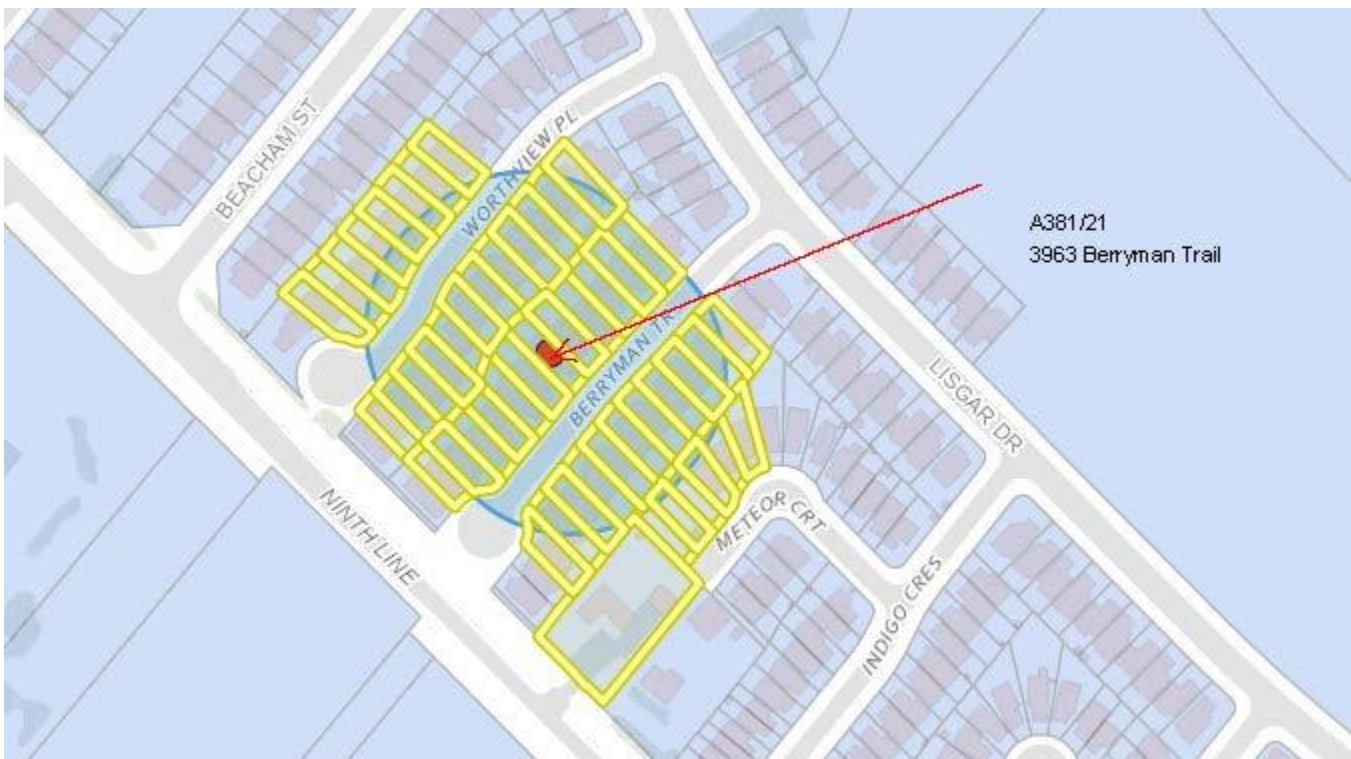 BEACHAM ST
WORTHVIEW PL
A381/21
3963 Berryman Trail
BERRYMAN TR
LISGAR DR
NINTH LINE
METEOR CRT
INDIGO CRES